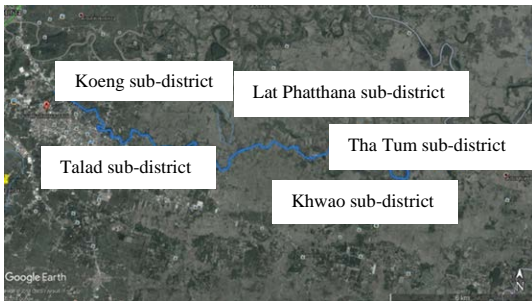 Koeng sub-district
Lat Phatthana sub-district
Tha Tum sub-district
Talad sub-district
Khwao sub-district
Google Earth
N